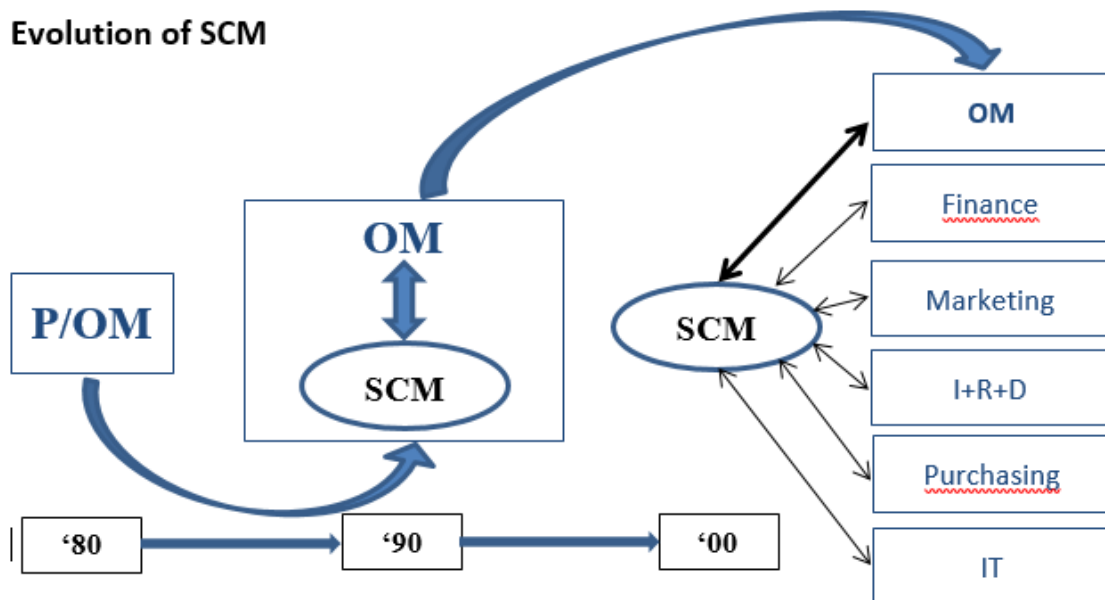 Evolution of SCM
P/OM
OM
SCM
SCM
OM
Finance
Marketing
I+R+D
Purchasing
IT
‘80
‘90
‘00